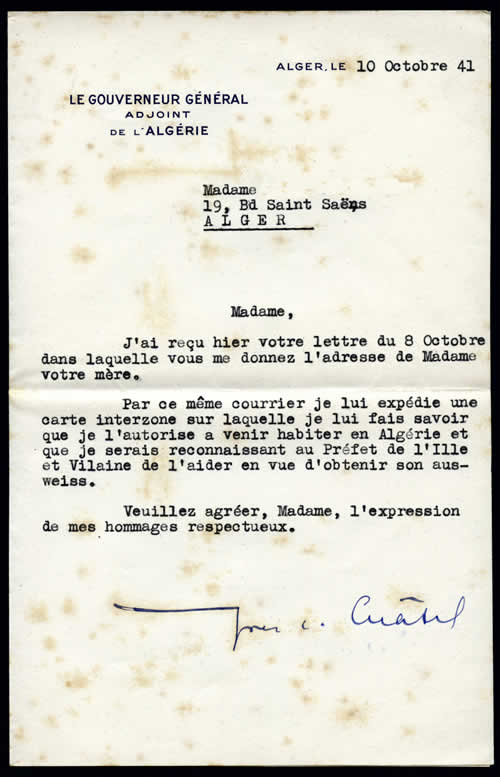 ALGER, LE 10 Octobre 41
LE GOUVERNEUR GÉNÉRAL
ADJOINT
DE L'ALGÉRIE
Madame
19, Bd Saint Saëns
ALGER
Madame,
J'ai reçu hier votre lettre du 8 Octobre
dans laquelle vous me donnez l'adresse de Madame
votre mère.
Par ce même courrier je lui expédie une
carte interzone sur laquelle je lui fais savoir
que je l'autorise a venir habiter en Algérie et
que je serais reconnaissant au Préfet de l'Ille
et Vilaine de l'aider en vue d'obtenir son aus-
weiss.
Veuillez agréer, Madame, l'expression
de mes hommages respectueux.
Yves c. Châtel